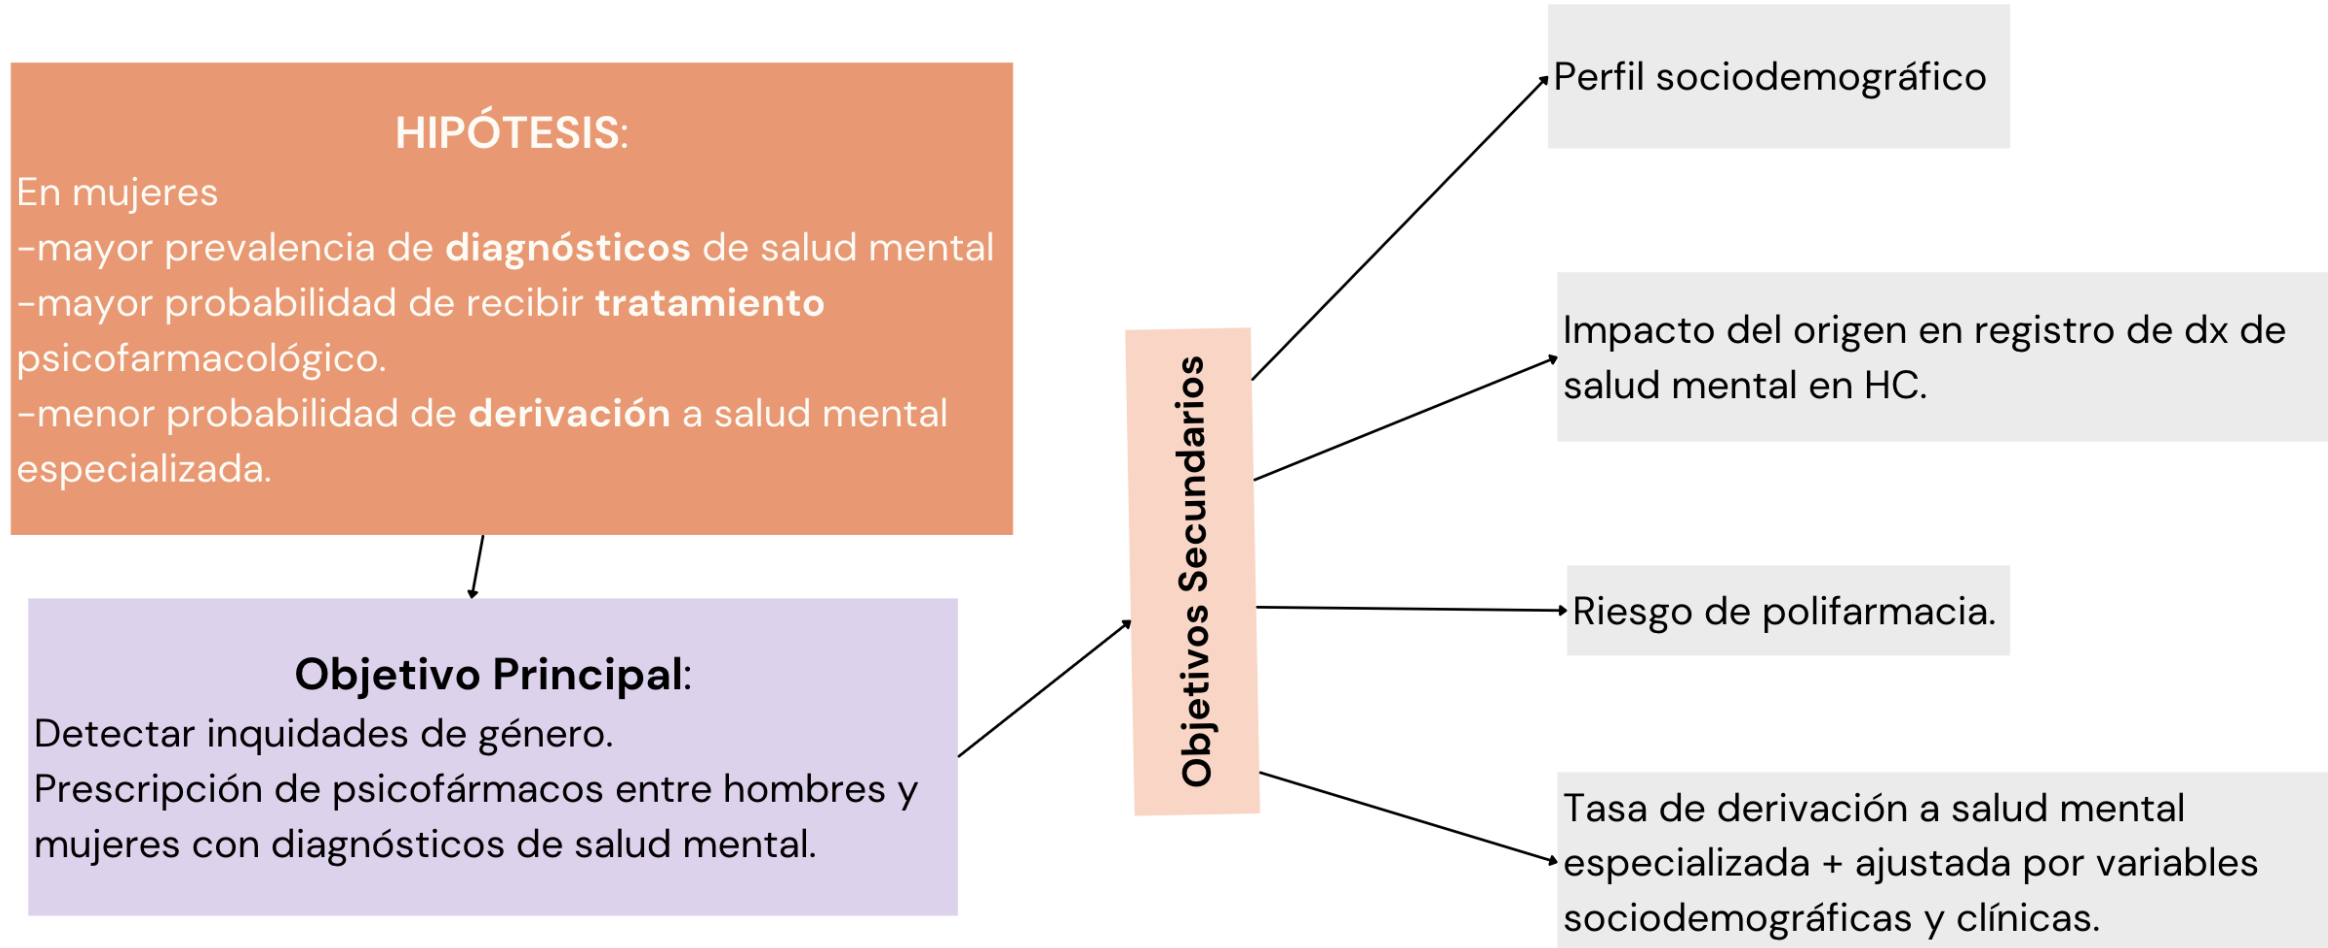 HIPÓTESIS:
En mujeres
-mayor prevalencia de diagnósticos de salud mental
-mayor probabilidad de recibir tratamiento
psicofarmacológico.
-menor probabilidad de derivación a salud mental
especializada.
Objetivo Principal:
Detectar inquidades de género.
Prescripción de psicofármacos entre hombres y
mujeres con diagnósticos de salud mental.
Objetivos Secundarios
Perfil sociodemográfico
Impacto del origen en registro de dx de
salud mental en HC.
Riesgo de polifarmacia.
Tasa de derivación a salud mental
especializada + ajustada por variables
sociodemográficas y clínicas.